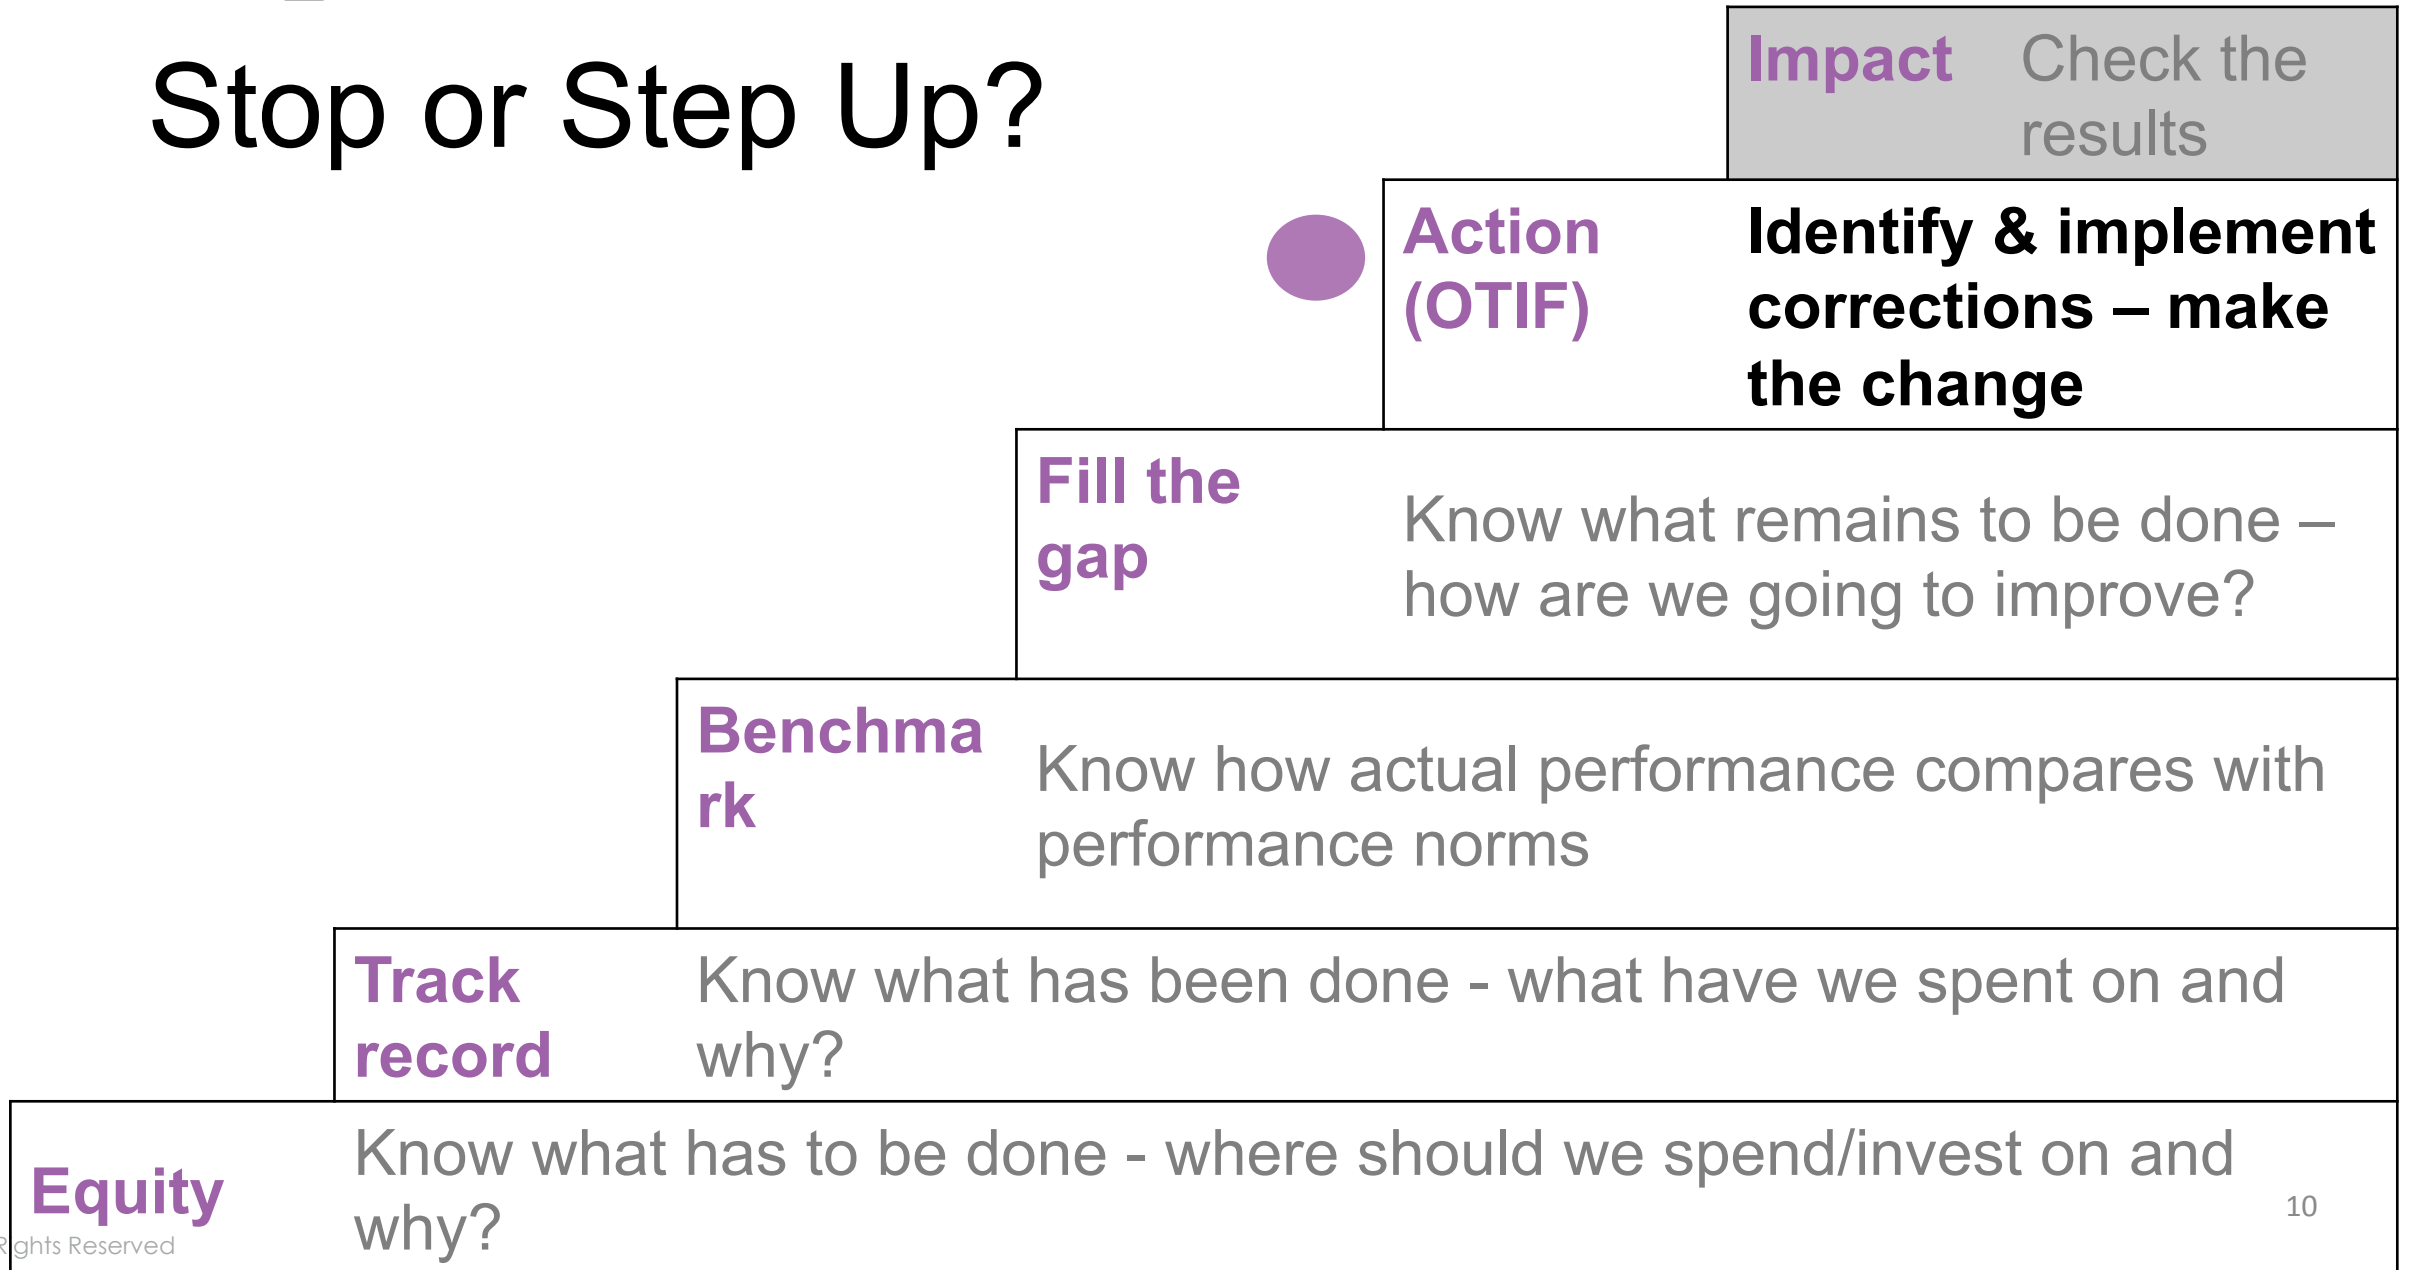 Stop or Step Up?
Impact
Check the
results
Action
(OTIF)
Identify & implement
corrections – make
the change
Fill the
gap
Know what remains to be done –
how are we going to improve?
Benchma
rk
Know how actual performance compares with
performance norms
Track
record
Know what has been done - what have we spent on and
why?
Equity
Know what has to be done - where should we spend/invest on and
why?
10
Rights Reserved